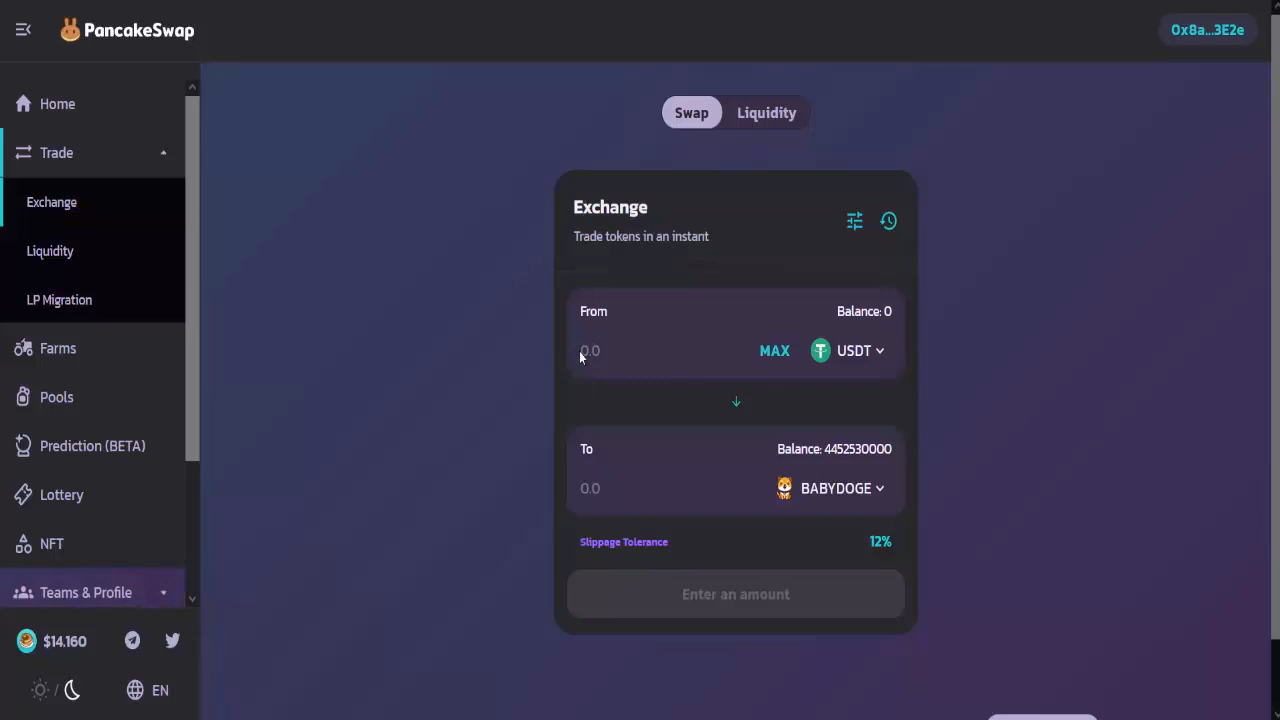 PancakeSwap
0x8a...3E2e
Home
Trade
Exchange
Liquidity
LP Migration
Farms
Pools
Prediction (BETA)
Lottery
NFT
Teams & Profile
$14.160
/
EN
Swap
Liquidity
Exchange
Trade tokens in an instant
From
Balance: 0
0.0
MAX
USDT
To
Balance: 4452530000
0.0
BABYDOGE
Slippage Tolerance
12%
Enter an amount